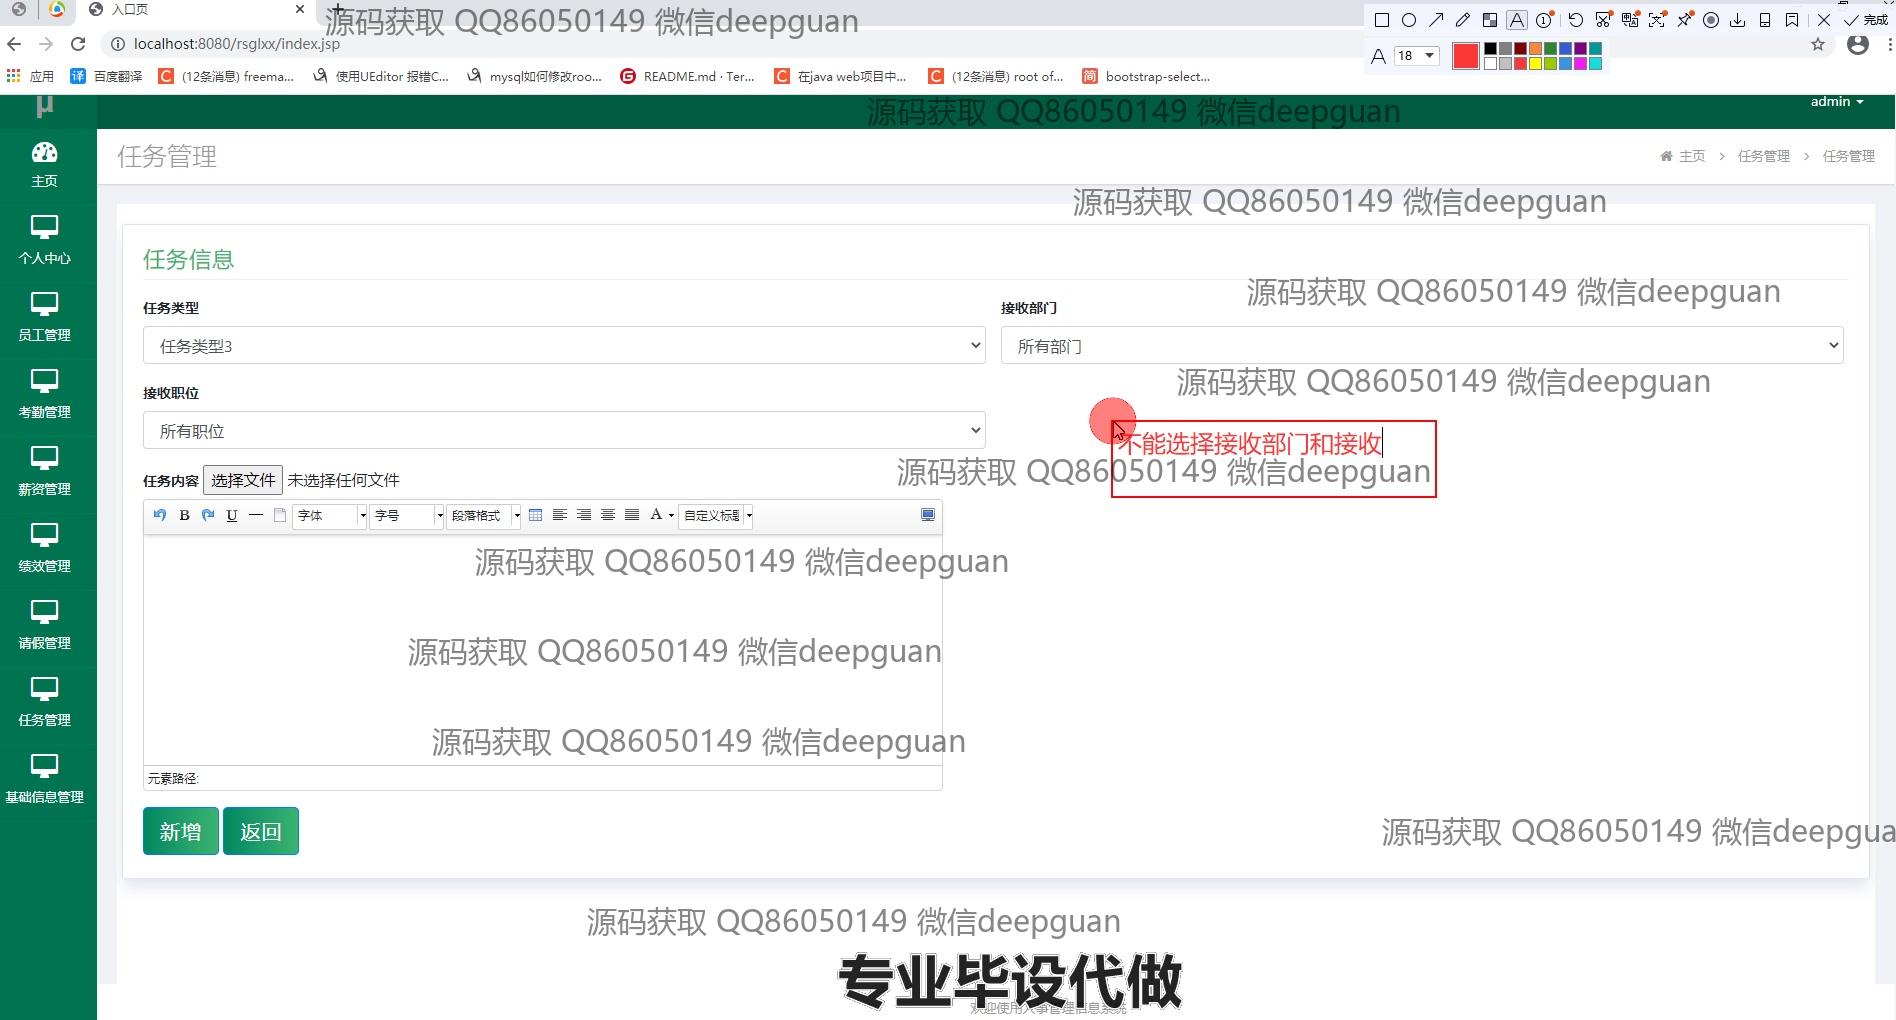 入口页
源码获取 QQ86050149 微信deepguan
localhost:8080/rsglxx/index.jsp
完成
A 18
应用
百度翻译
(12条消息) freema...
使用UEditor 报错C...
mysql如何修改roo...
README.md · Ter...
在java web项目中...
(12条消息) root of...
bootstrap-select...
μ
源码获取 QQ86050149 微信deepguan
admin
任务管理
主页 > 任务管理 > 任务管理
主页
个人中心
员工管理
考勤管理
薪资管理
绩效管理
请假管理
任务管理
基础信息管理
源码获取 QQ86050149 微信deepguan
任务信息
源码获取 QQ86050149 微信deepguan
任务类型
接收部门
任务类型3
所有部门
源码获取 QQ86050149 微信deepguan
接收职位
所有职位
不能选择接收部门和接收
源码获取 QQ86050149 微信deepguan
任务内容 选择文件 未选择任何文件
B U 字体 字号 段落格式 A 自定义标题
源码获取 QQ86050149 微信deepguan
源码获取 QQ86050149 微信deepguan
源码获取 QQ86050149 微信deepguan
元素路径:
新增 返回
源码获取 QQ86050149 微信deepgua
源码获取 QQ86050149 微信deepguan
专业毕设代做
欢迎使用人事管理信息系统